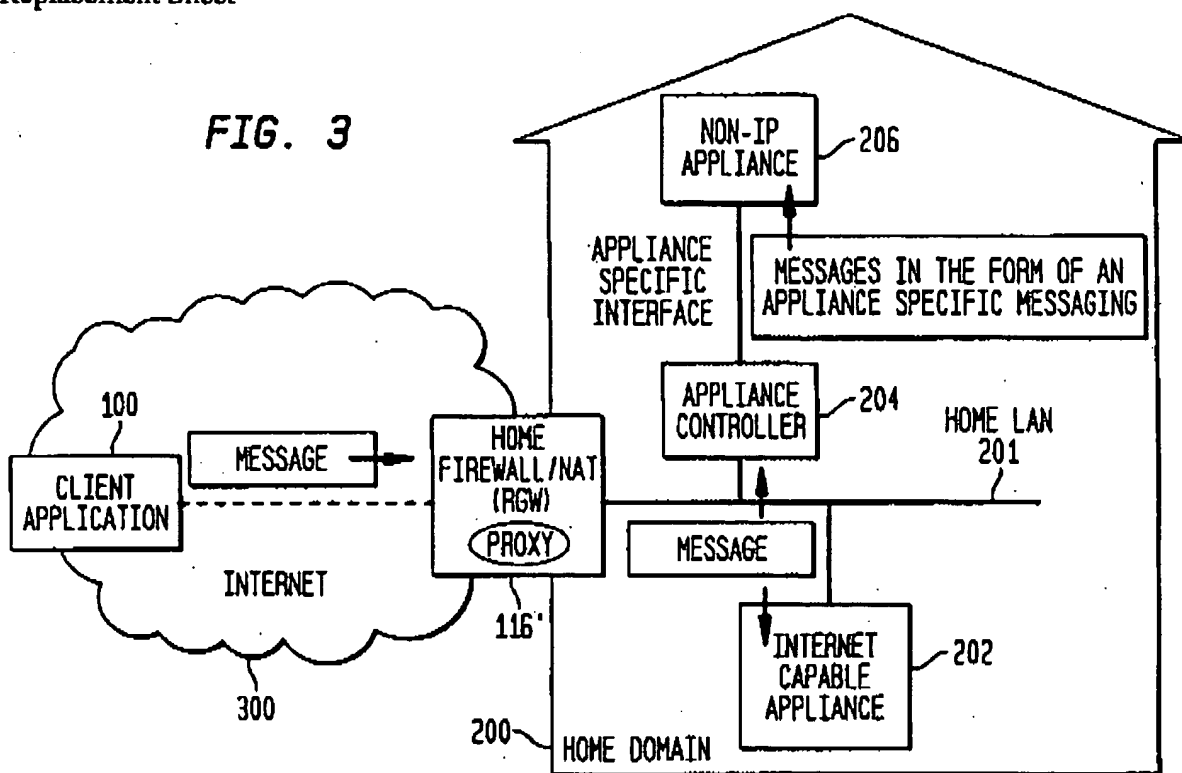 Replacement Sheet
FIG. 3
NON-IP
APPLIANCE
206
APPLIANCE
SPECIFIC
INTERFACE
MESSAGES IN THE FORM OF AN
APPLIANCE SPECIFIC MESSAGING
100
CLIENT
APPLICATION
MESSAGE
HOME
FIREWALL/NAT
(RGW)
PROXY
116'
APPLIANCE
CONTROLLER
204
HOME LAN
201
MESSAGE
INTERNET
300
INTERNET
CAPABLE
APPLIANCE
202
200
HOME DOMAIN